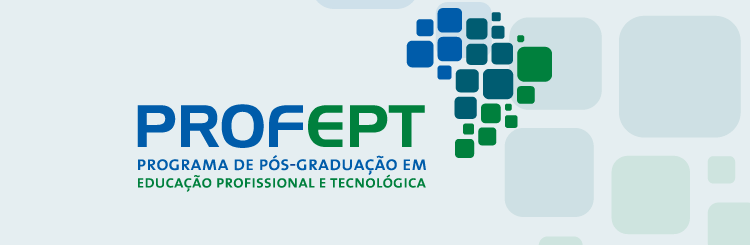 PROFEPT
PROGRAMA DE PÓS-GRADUAÇÃO EM
EDUCAÇÃO PROFISSIONAL E TECNOLÓGICA